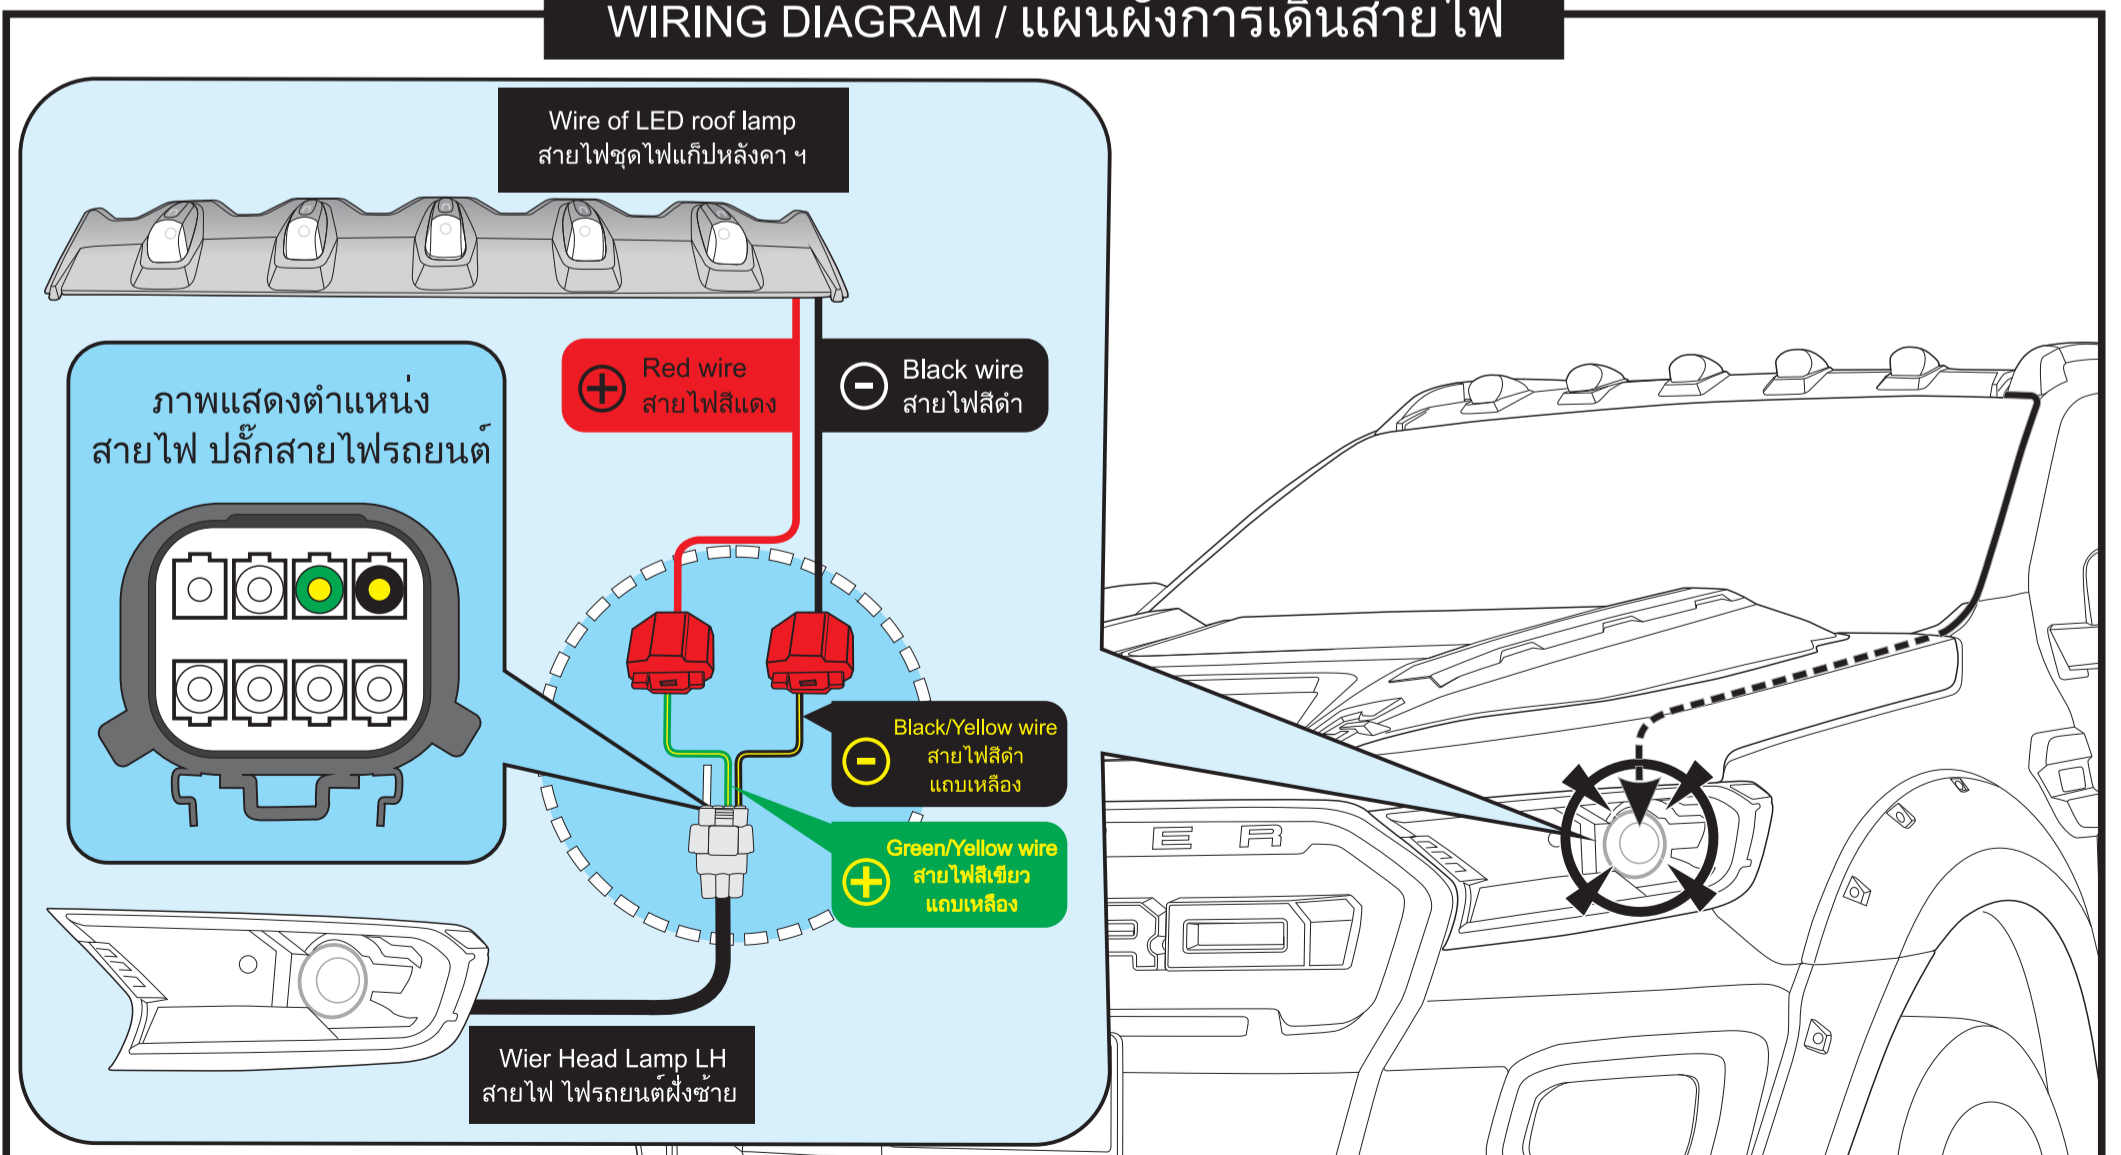 WIRING DIAGRAM / แผนผังการเดินสายไฟ
Wire of LED roof lamp
สายไฟชุดไฟแก็ปหลังคา ฯ
Red wire
สายไฟสีแดง
Black wire
สายไฟสีดำ
ภาพแสดงตำแหน่ง
สายไฟ ปลั๊กสายไฟรถยนต์
Black/Yellow wire
สายไฟสีดำ
แถบเหลือง
Green/Yellow wire
สายไฟสีเขียว
แถบเหลือง
Wier Head Lamp LH
สายไฟ ไฟรถยนต์ฝั่งซ้าย
E R